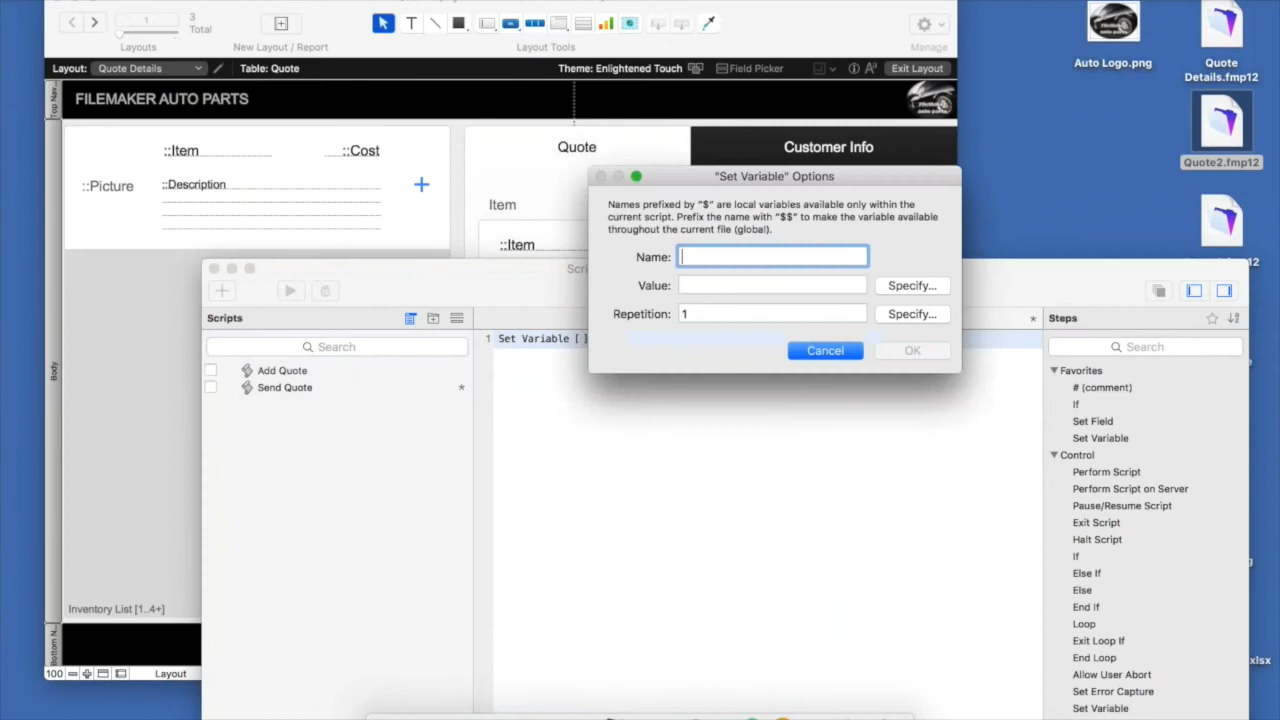 1
3
Total
Layouts
New Layout / Report
Layout Tools
Manage
Auto Logo.png
Quote
Details.fmp12
Layout: Quote Details
Table: Quote
Theme: Enlightened Touch
Field Picker
Exit Layout
Top Nav
FILEMAKER AUTO PARTS
Quote2.fmp12
::Item
::Cost
Quote
Customer Info
::Picture
::Description
Item
::Item
"Set Variable" Options
Names prefixed by "$" are local variables available only within the
current script. Prefix the name with "$$" to make the variable available
throughout the current file (global).
Name:
Value:
Specify...
Repetition: 1
Specify...
Cancel
OK
Scripts
Steps
Search
1 Set Variable [ ]
Search
Add Quote
Send Quote
*
*
Favorites
# (comment)
If
Set Field
Set Variable
Control
Perform Script
Perform Script on Server
Pause/Resume Script
Exit Script
Halt Script
If
Else If
Else
End If
Loop
Exit Loop If
End Loop
Allow User Abort
Set Error Capture
Set Variable
Body
Inventory List [1..4+]
100
Layout
xlsx